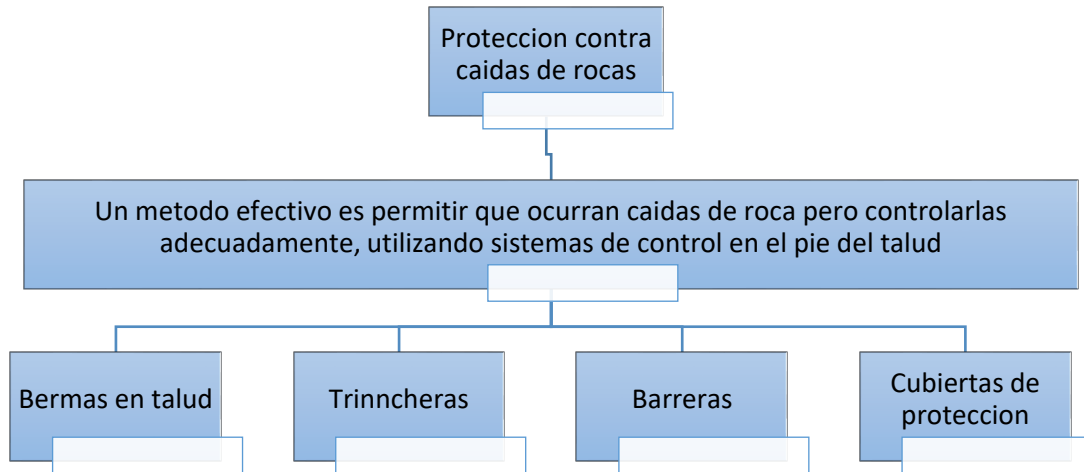 Proteccion contra
caidas de rocas
Un metodo efectivo es permitir que ocurran caidas de roca pero controlarlas
adecuadamente, utilizando sistemas de control en el pie del talud
Bermas en talud
Trinncheras
Barreras
Cubiertas de
proteccion